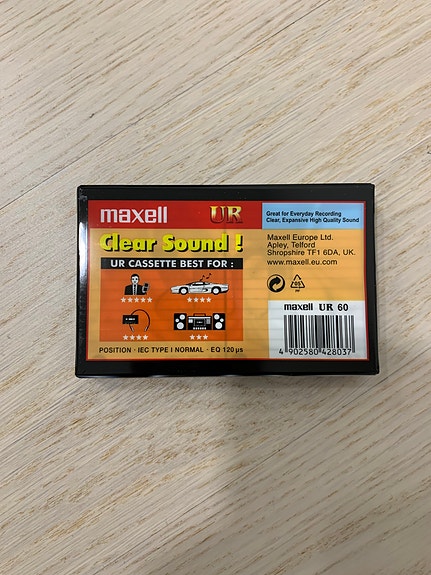 maxell
UR
Great for Everyday Recording
Clear, Expansive High Quality Sound
Clear Sound !
UR CASSETTE BEST FOR :
Maxell Europe Ltd.
Apley, Telford
Shropshire TF1 6DA, UK.
www.maxell.eu.com
maxell UR 60
POSITION · IEC TYPE I NORMAL · EQ 120 µs
4 902580 428037